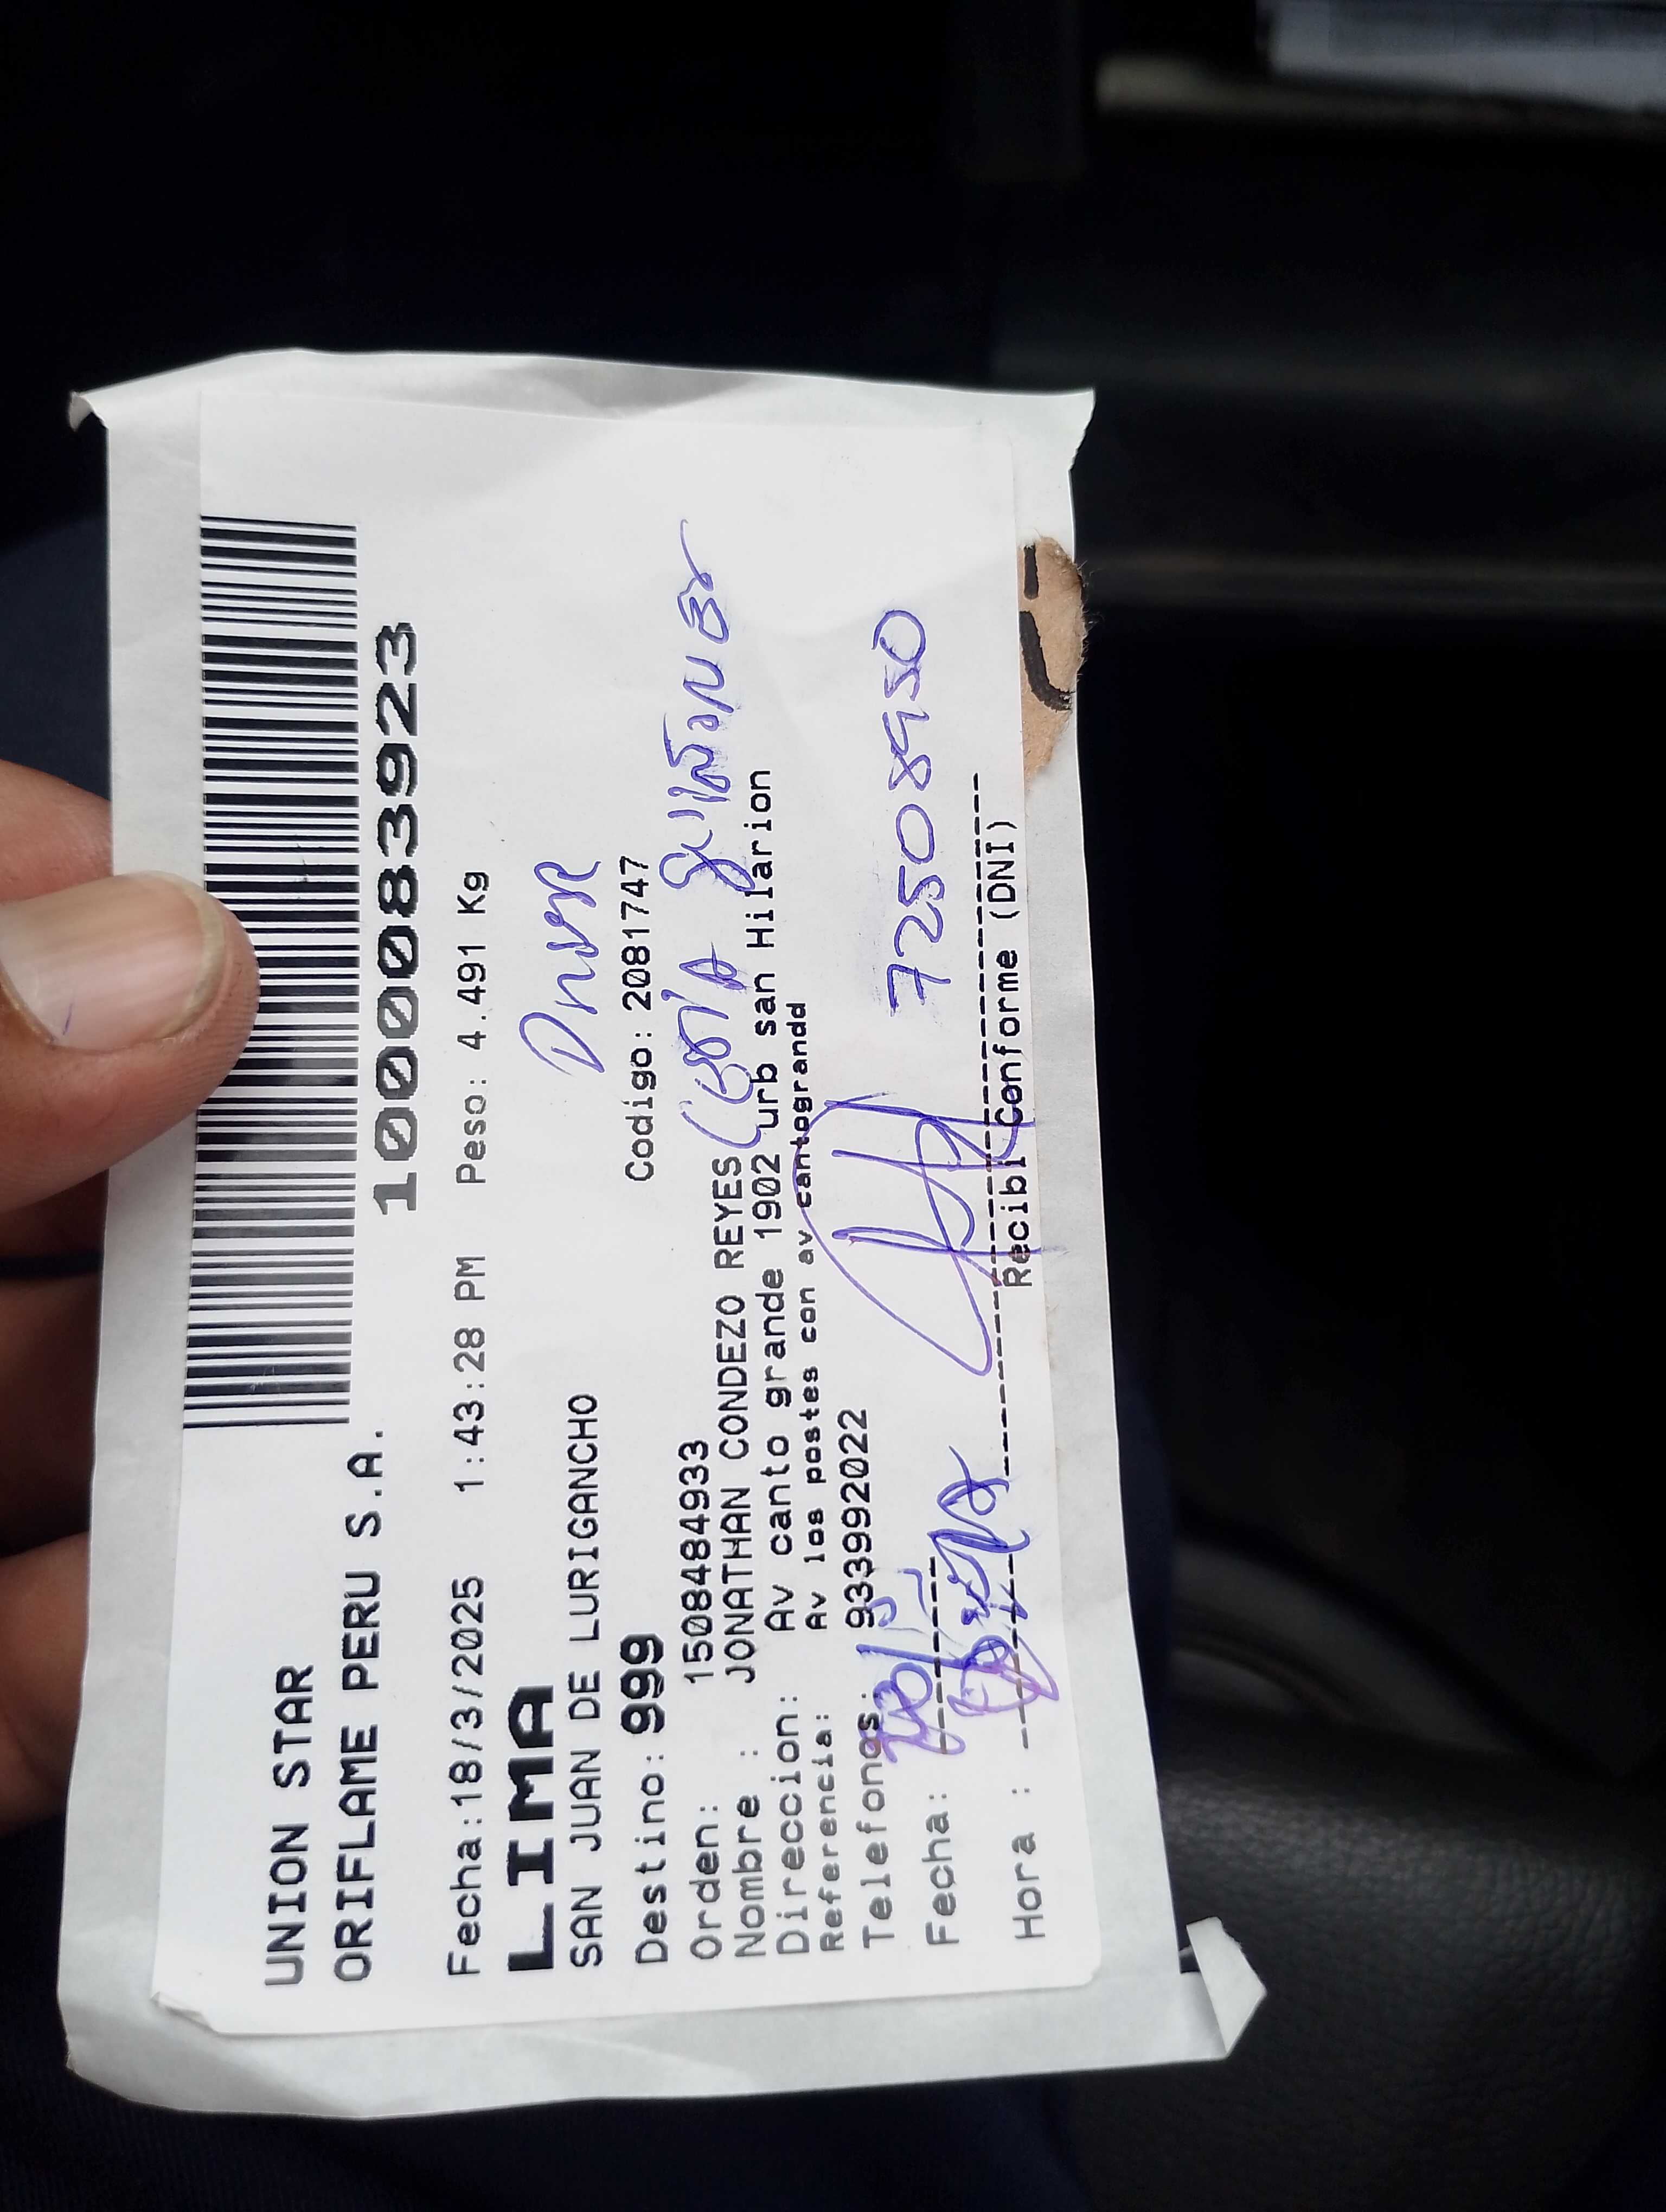 1000083923
UNION STAR
ORIFLAME PERU S.A.
Fecha:18/3/2025 1:43:28 PM Peso: 4.491 Kg
LIMA
SAN JUAN DE LURIGANCHO
Destino: 999 Codigo: 2081747
Orden: 1508484933
Nombre : JONATHAN CONDEZO REYES
Direccion: Av canto grande 1902 urb san Hilarion
Referencia: Av los postes con av cantograndd
Telefonos: 933992022
72508950
Fecha:
Hora :
Recibi Conforme (DNI)